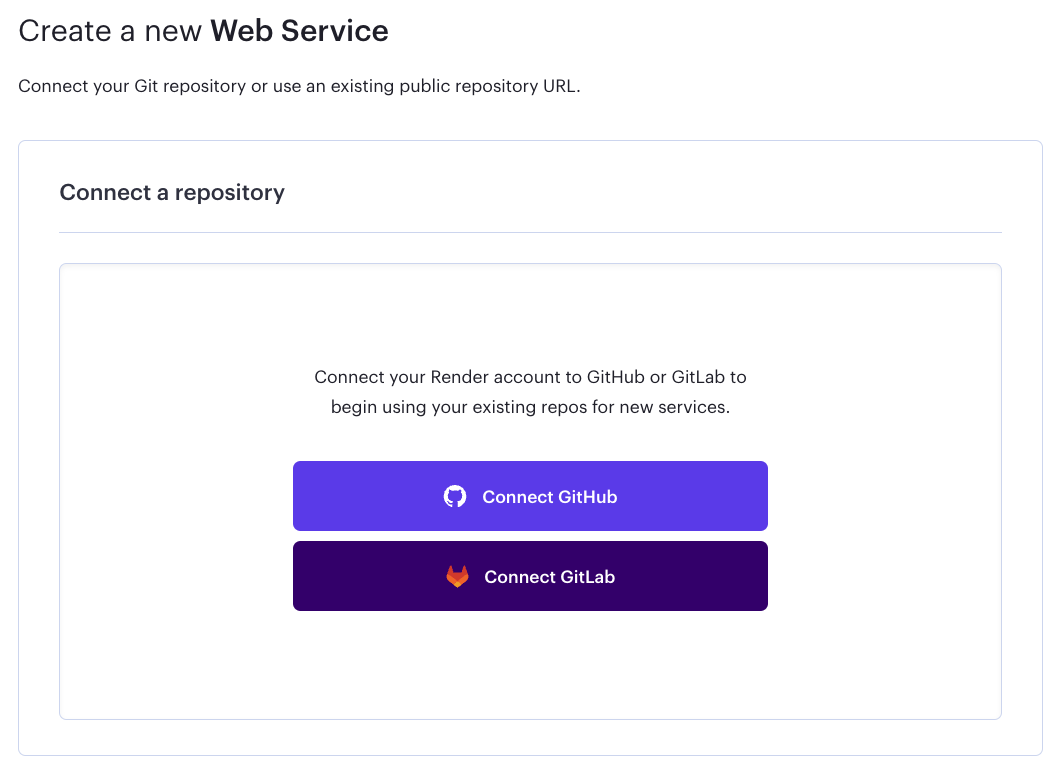 Create a new Web Service
Connect your Git repository or use an existing public repository URL.
Connect a repository
Connect your Render account to GitHub or GitLab to
begin using your existing repos for new services.
Connect GitHub
Connect GitLab